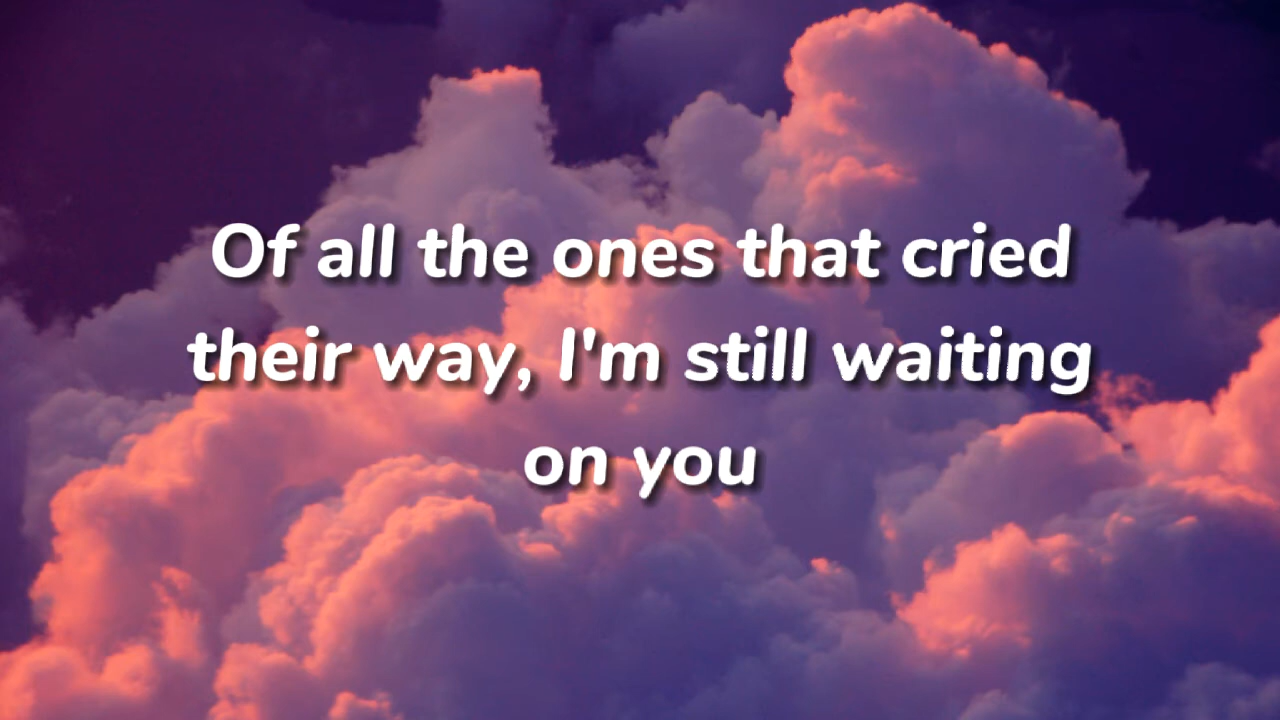 Of all the ones that cried
their way, I'm still waiting
on you